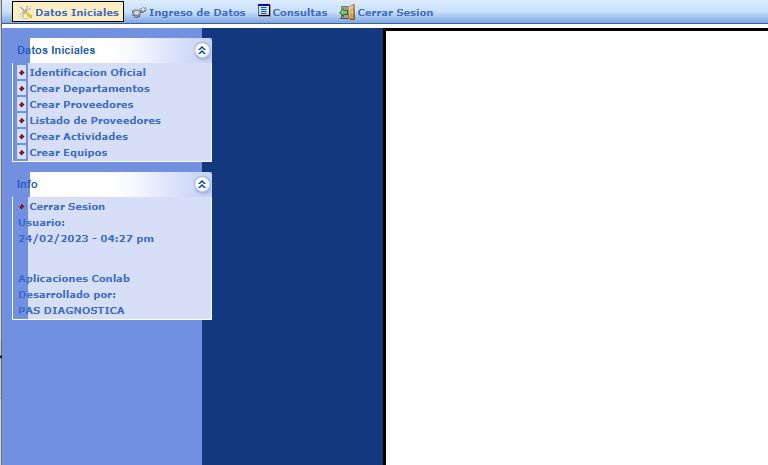 Datos Iniciales Ingreso de Datos Consultas Cerrar Sesion
Datos Iniciales
Identificacion Oficial
Crear Departamentos
Crear Proveedores
Listado de Proveedores
Crear Actividades
Crear Equipos
Info
Cerrar Sesion
Usuario:
24/02/2023 - 04:27 pm
Aplicaciones Conlab
Desarrollado por:
PAS DIAGNOSTICA